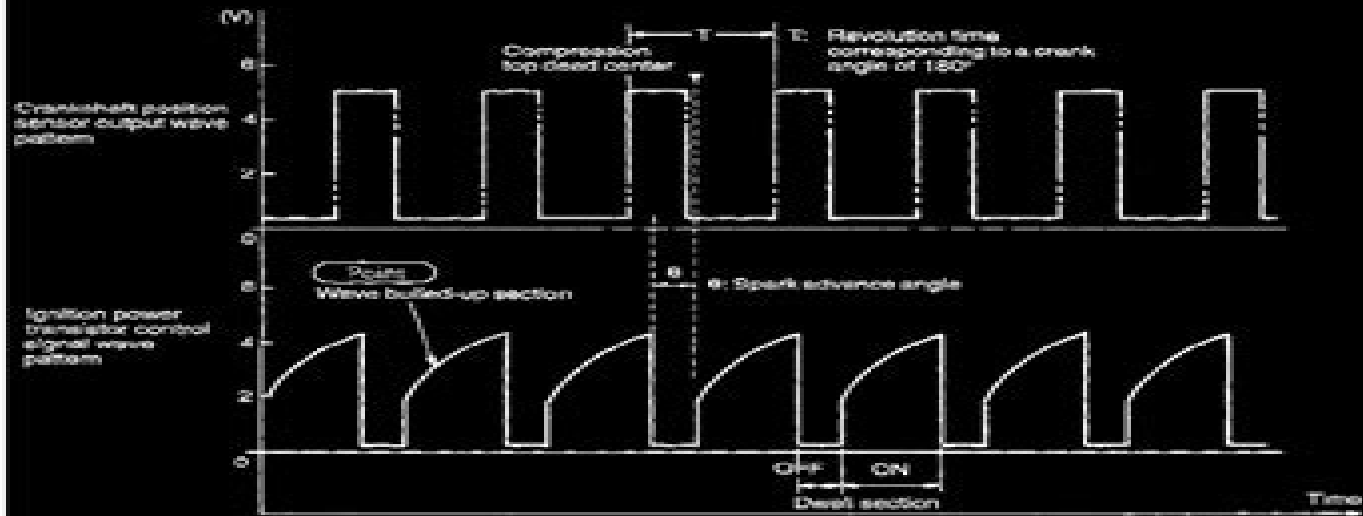 (V)
T
T: Revolution time
corresponding to a crank
angle of 180°
Compression
top dead center
6
Crankshaft position
sensor output wave
pattern
4
2
0
Point
Wave builed-up section
6
θ
θ: Spark advance angle
Ignition power
transistor control
signal wave
pattern
4
2
0
OFF ON
Dwell section
Time